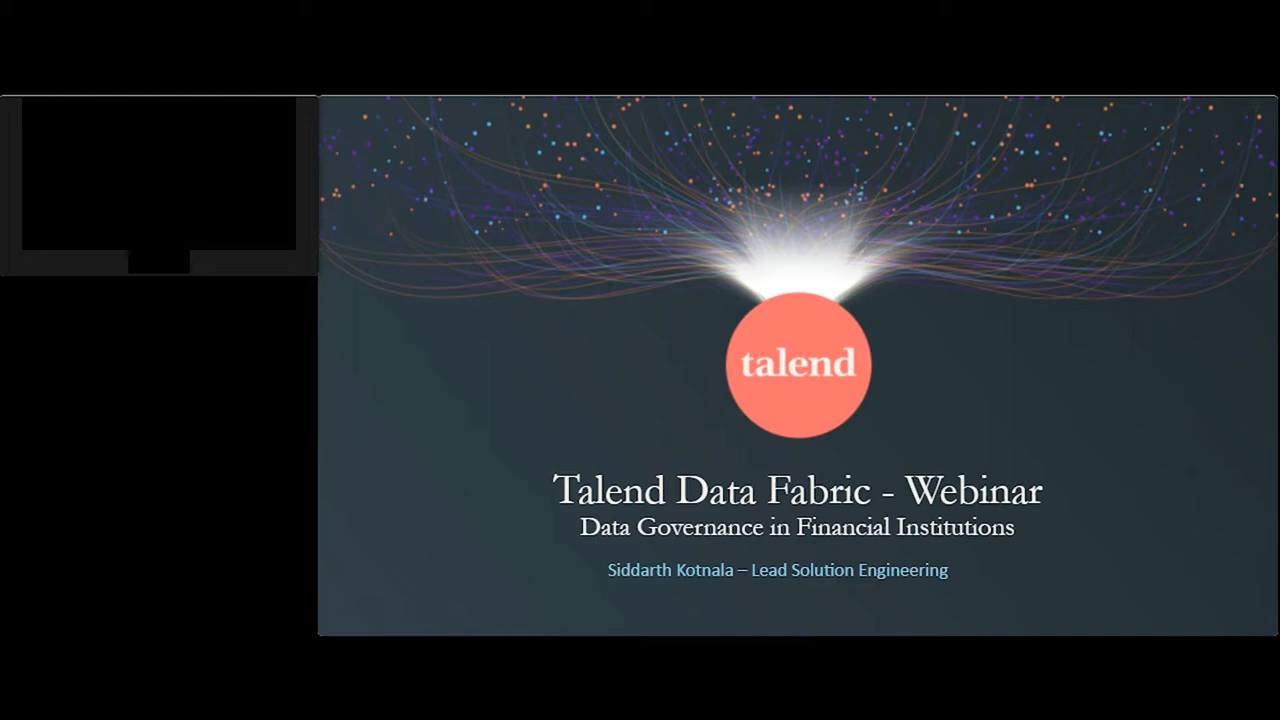 talend
Talend Data Fabric - Webinar
Data Governance in Financial Institutions
Siddarth Kotnala – Lead Solution Engineering